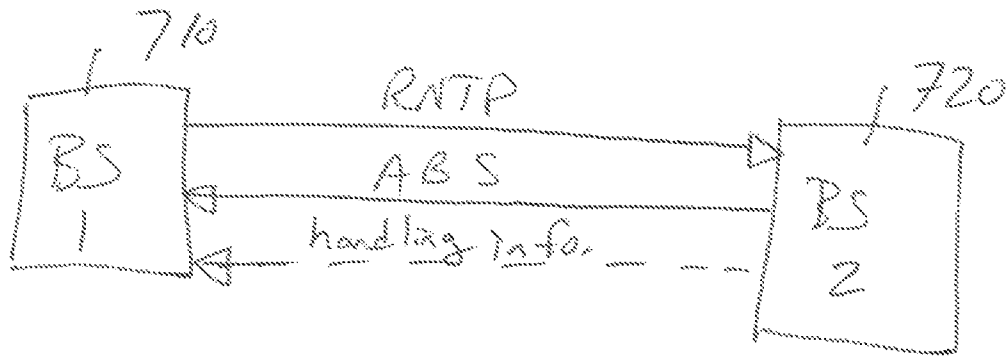 710
720
RNTP
BS
1
ABS
BS
2
handling info.